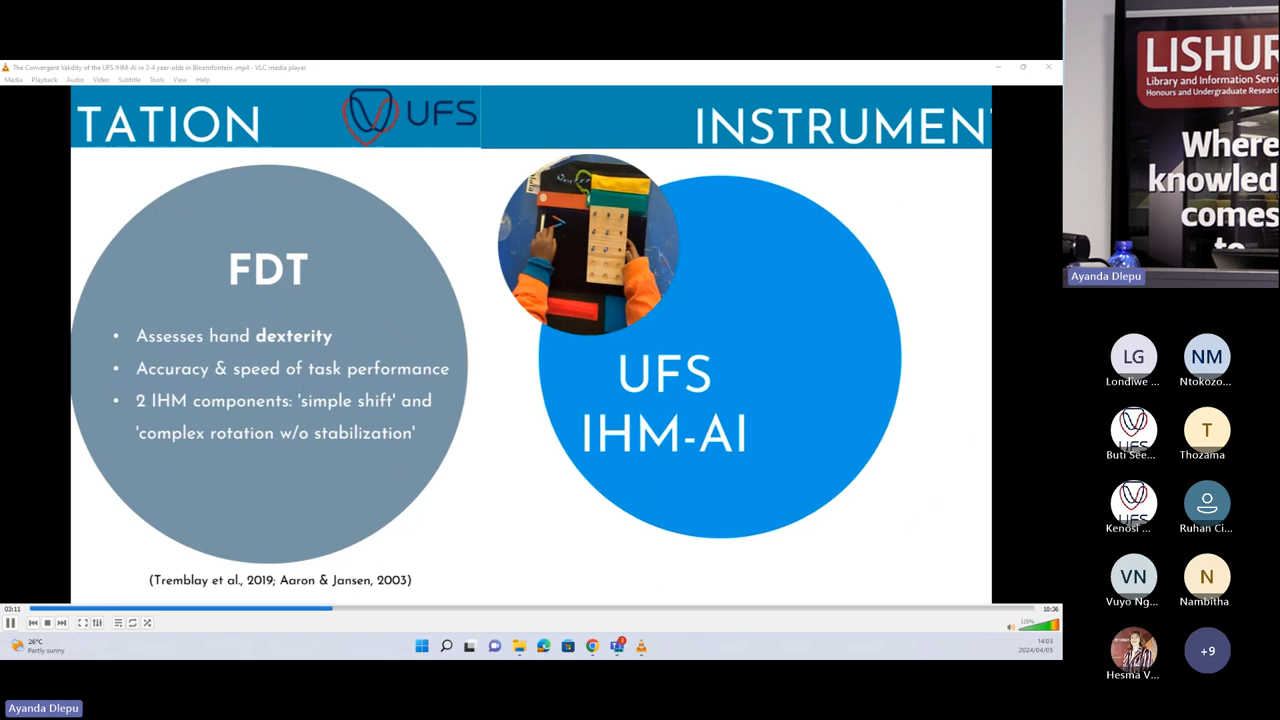 The Convergent Validity of the UFS IHM-AI in 3-4 year-olds in Bloemfontein .mp4 - VLC media player
Media Playback Audio Video Subtitle Tools View Help
TATION
UFS
INSTRUMEN
FDT
• Assesses hand dexterity
• Accuracy & speed of task performance
• 2 IHM components: 'simple shift' and
'complex rotation w/o stabilization'
(Tremblay et al., 2019; Aaron & Jansen, 2003)
UFS
IHM-AI
03:11
10:36
125%
26°C
Partly sunny
3
14:03
2024/04/05
Ayanda Dlepu
LISHUR
Library and Information Servi
Honours and Undergraduate Research
Where
knowled
comes
to
Ayanda Dlepu
LG
Londiwe ...
NM
Ntokozo...
UFS
Buti See...
T
Thozama
UFS
Kenosi ...
Ruhan Ci...
VN
Vuyo Ng...
N
Nambitha
Hesma V...
+9